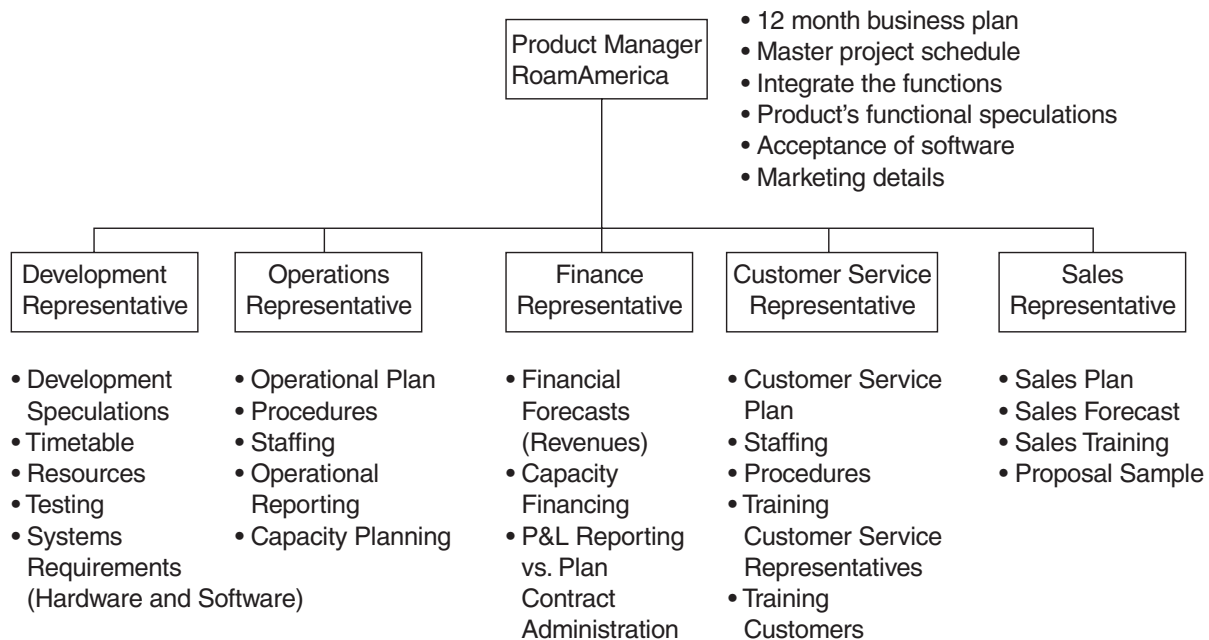 Product Manager
RoamAmerica
• 12 month business plan
• Master project schedule
• Integrate the functions
• Product's functional speculations
• Acceptance of software
• Marketing details
Development
Representative
• Development
Speculations
• Timetable
• Resources
• Testing
• Systems
Requirements
(Hardware and Software)
Operations
Representative
• Operational Plan
• Procedures
• Staffing
• Operational
Reporting
• Capacity Planning
Finance
Representative
• Financial
Forecasts
(Revenues)
• Capacity
Financing
• P&L Reporting
vs. Plan
Contract
Administration
Customer Service
Representative
• Customer Service
Plan
• Staffing
• Procedures
• Training
Customer Service
Representatives
• Training
Customers
Sales
Representative
• Sales Plan
• Sales Forecast
• Sales Training
• Proposal Sample